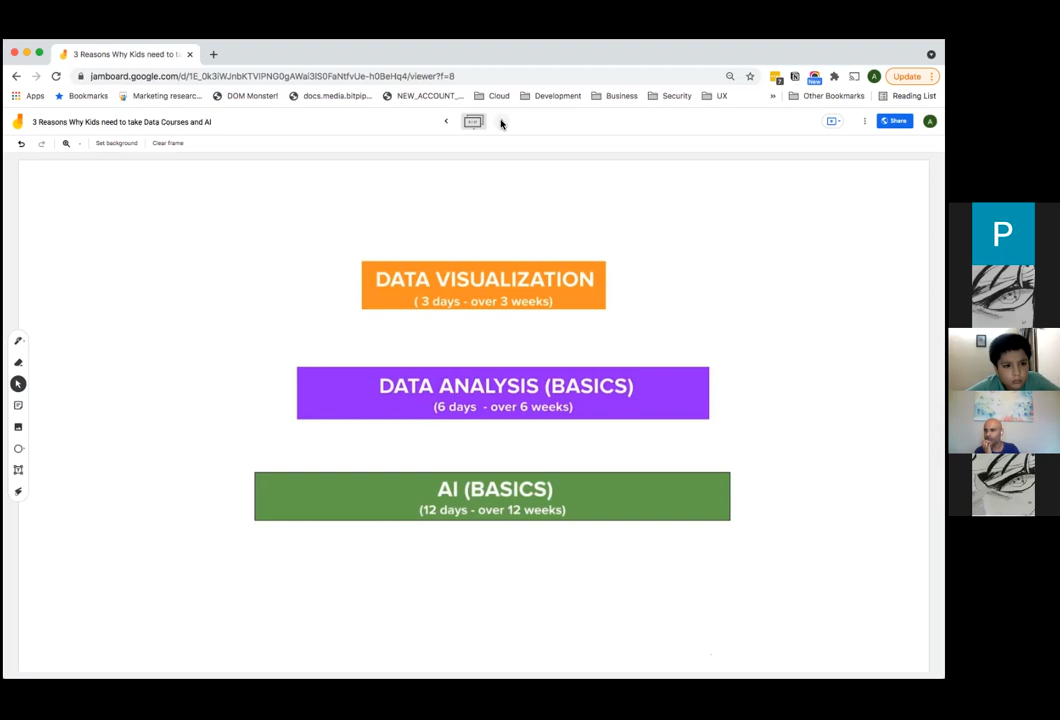 3 Reasons Why Kids need to ta
jamboard.google.com/d/1E_0k3iWJnbKTVIPNG0gAWai3IS0FaNtfvUe-h0BeHq4/viewer?f=8
Update
Apps
Bookmarks
Marketing researc...
DOM Monster!
docs.media.bitpip...
NEW_ACCOUNT_...
Cloud
Development
Business
Security
UX
»
Other Bookmarks
Reading List
New
A
3 Reasons Why Kids need to take Data Courses and AI
Share
A
Set background
Clear frame
DATA VISUALIZATION
( 3 days - over 3 weeks)
DATA ANALYSIS (BASICS)
(6 days - over 6 weeks)
AI (BASICS)
(12 days - over 12 weeks)
P